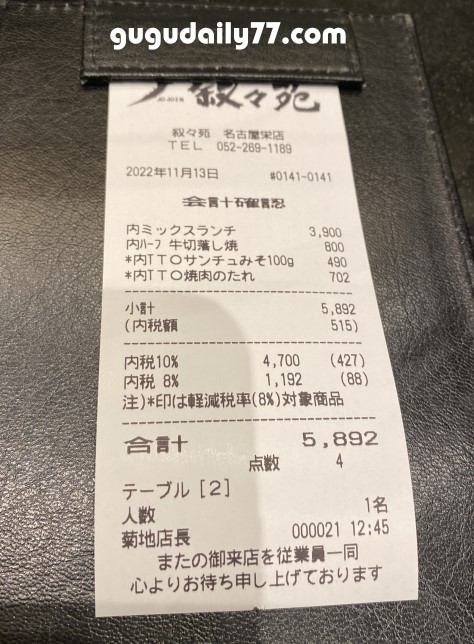 gugudaily77.com
JOJOEN 叙々苑
叙々苑 名古屋栄店
TEL 052-269-1189
2022年11月13日 #0141-0141
会計確認
内ミックスランチ 3,900
内ハーフ 牛切落し焼 800
*内TTOサンチュみそ100g 490
*内TTO焼肉のたれ 702
小計 5,892
(内税額 515)
内税10% 4,700 (427)
内税 8% 1,192 (88)
注)*印は軽減税率(8%)対象商品
合計 5,892
点数 4
テーブル [2]
人数 1名
菊地店長 000021 12:45
またの御来店を従業員一同
心よりお待ち申し上げております